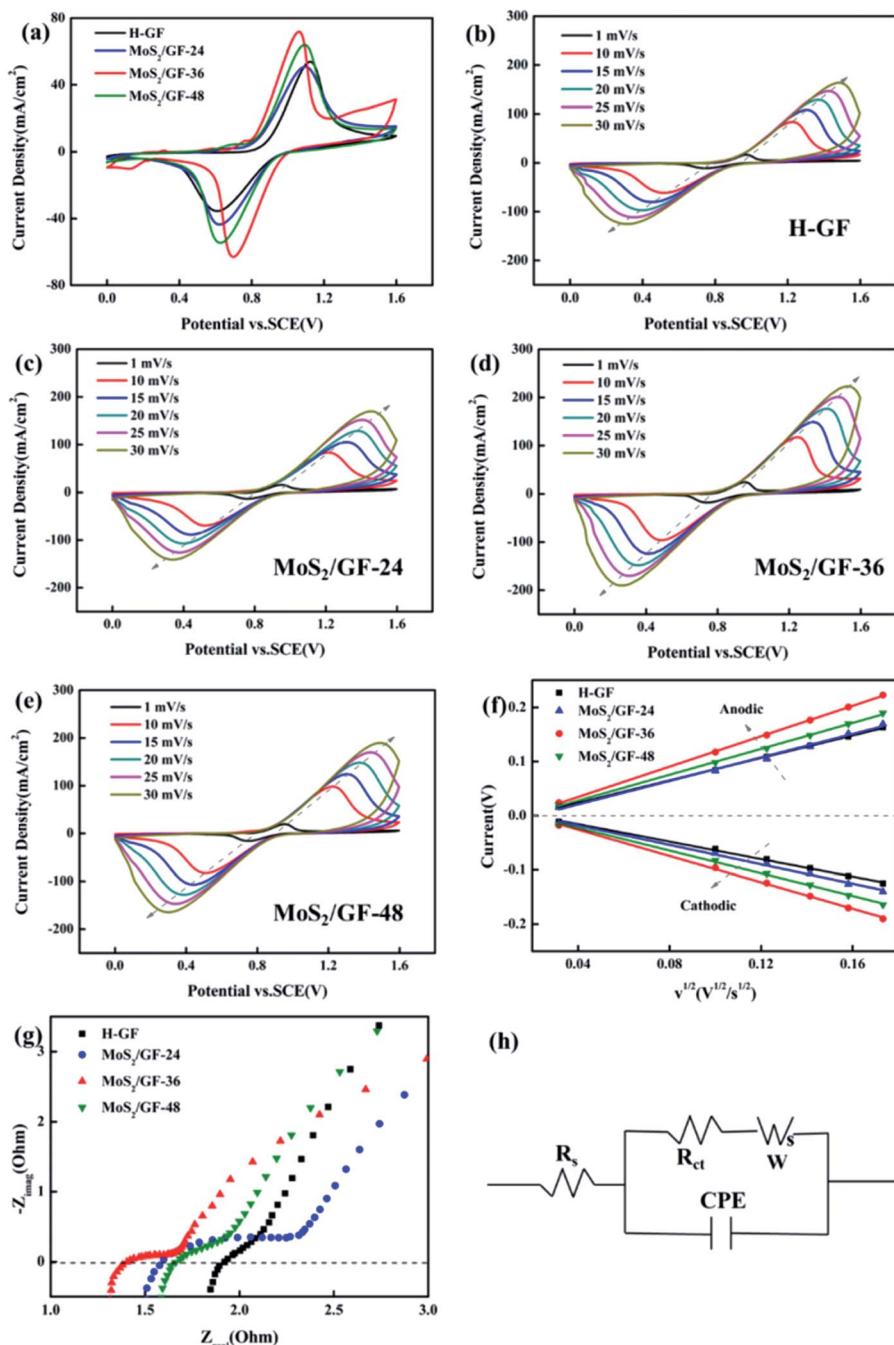 (a)
H-GF
MoS2/GF-24
MoS2/GF-36
MoS2/GF-48
Current Density(mA/cm2)
80
40
0
-40
-80
0.0 0.4 0.8 1.2 1.6
Potential vs.SCE(V)
(b)
1 mV/s
10 mV/s
15 mV/s
20 mV/s
25 mV/s
30 mV/s
Current Density(mA/cm2)
300
200
100
0
-100
-200
H-GF
0.0 0.4 0.8 1.2 1.6
Potential vs.SCE(V)
(c)
1 mV/s
10 mV/s
15 mV/s
20 mV/s
25 mV/s
30 mV/s
Current Density(mA/cm2)
300
200
100
0
-100
-200
MoS2/GF-24
0.0 0.4 0.8 1.2 1.6
Potential vs.SCE(V)
(d)
1 mV/s
10 mV/s
15 mV/s
20 mV/s
25 mV/s
30 mV/s
Current Density(mA/cm2)
300
200
100
0
-100
-200
MoS2/GF-36
0.0 0.4 0.8 1.2 1.6
Potential vs.SCE(V)
(e)
1 mV/s
10 mV/s
15 mV/s
20 mV/s
25 mV/s
30 mV/s
Current Density(mA/cm2)
300
200
100
0
-100
-200
MoS2/GF-48
0.0 0.4 0.8 1.2 1.6
Potential vs.SCE(V)
(f)
H-GF
MoS2/GF-24
MoS2/GF-36
MoS2/GF-48
Anodic
Cathodic
Current(V)
0.2
0.1
0.0
-0.1
-0.2
0.04 0.08 0.12 0.16
v1/2(V1/2/s1/2)
(g)
H-GF
MoS2/GF-24
MoS2/GF-36
MoS2/GF-48
-Zimag(Ohm)
3
2
1
0
1.0 1.5 2.0 2.5 3.0
(Ohm)
(h)
Rs
Rct
Ws
CPE